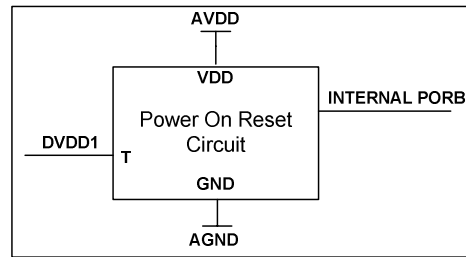 AVDD
VDD
INTERNAL PORB
Power On Reset
Circuit
DVDD1
T
GND
AGND